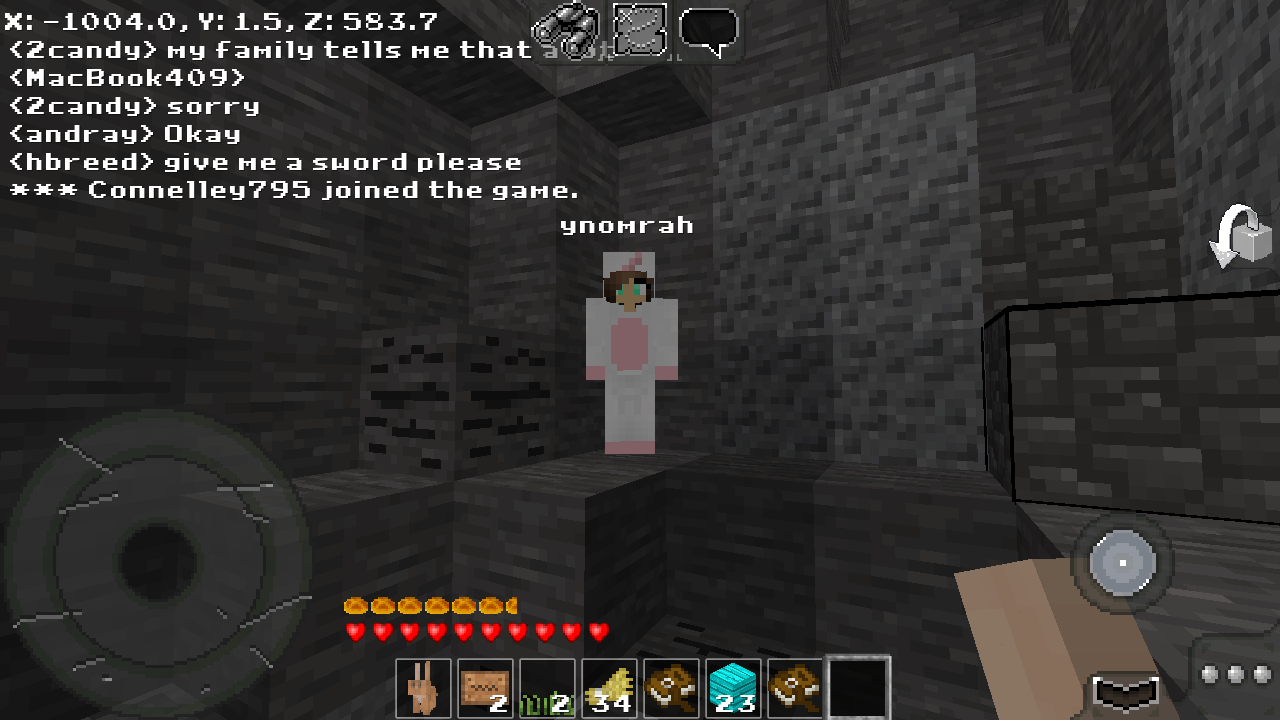 X: -1004.0, Y: 1.5, Z: 583.7
<2candy> my family tells me that
<MacBook409>
<2candy> sorry
<andray> Okay
<hbreed> give me a sword please
*** Connelley795 joined the game.
ynomrah
2 2 34 23